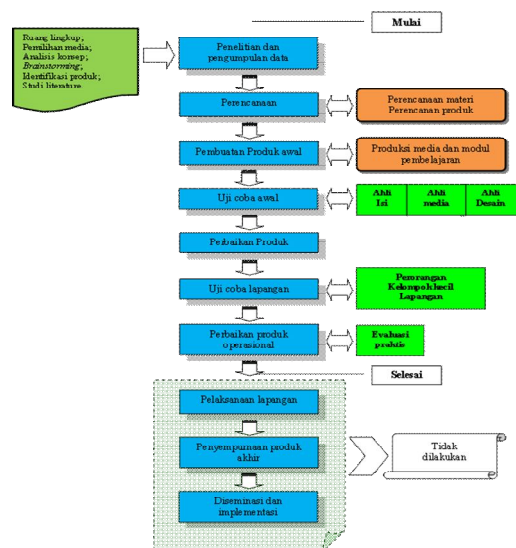 Mulai
Ruang lingkup;
Pemilihan media;
Analisis konsep;
Brainstorming;
Identifikasi produk;
Studi literature
Penelitian dan
pengumpulan data
Perencanaan
Perencanaan materi
Perencanan produk
Pembuatan Produk awal
Produksi media dan modul
pembelajaran
Uji coba awal
Ahli
Isi
Ahli
media
Ahli
Desain
Perbaikan Produk
Uji coba lapangan
Perorangan
Kelompok kecil
Lapangan
Perbaikan produk
operasional
Evaluasi
praktis
Selesai
Pelaksanaan lapangan
Penyempurnaan produk
akhir
Tidak
dilakukan
Diseminasi dan
implementasi